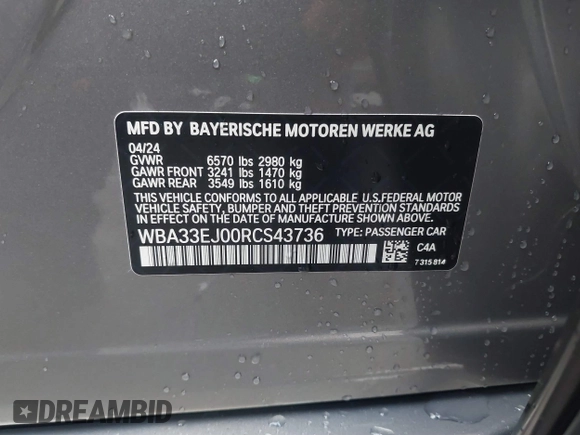 MFD BY BAYERISCHE MOTOREN WERKE AG
04/24
GVWR 6570 lbs 2980 kg
GAWR FRONT 3241 lbs 1470 kg
GAWR REAR 3549 lbs 1610 kg
THIS VEHICLE CONFORMS TO ALL APPLICABLE U.S.FEDERAL MOTOR
VEHICLE SAFETY, BUMPER AND THEFT PREVENTION STANDARDS
IN EFFECT ON THE DATE OF MANUFACTURE SHOWN ABOVE.
WBA33EJ00RCS43736 TYPE: PASSENGER CAR
C4A
7 315 814
DREAMBID